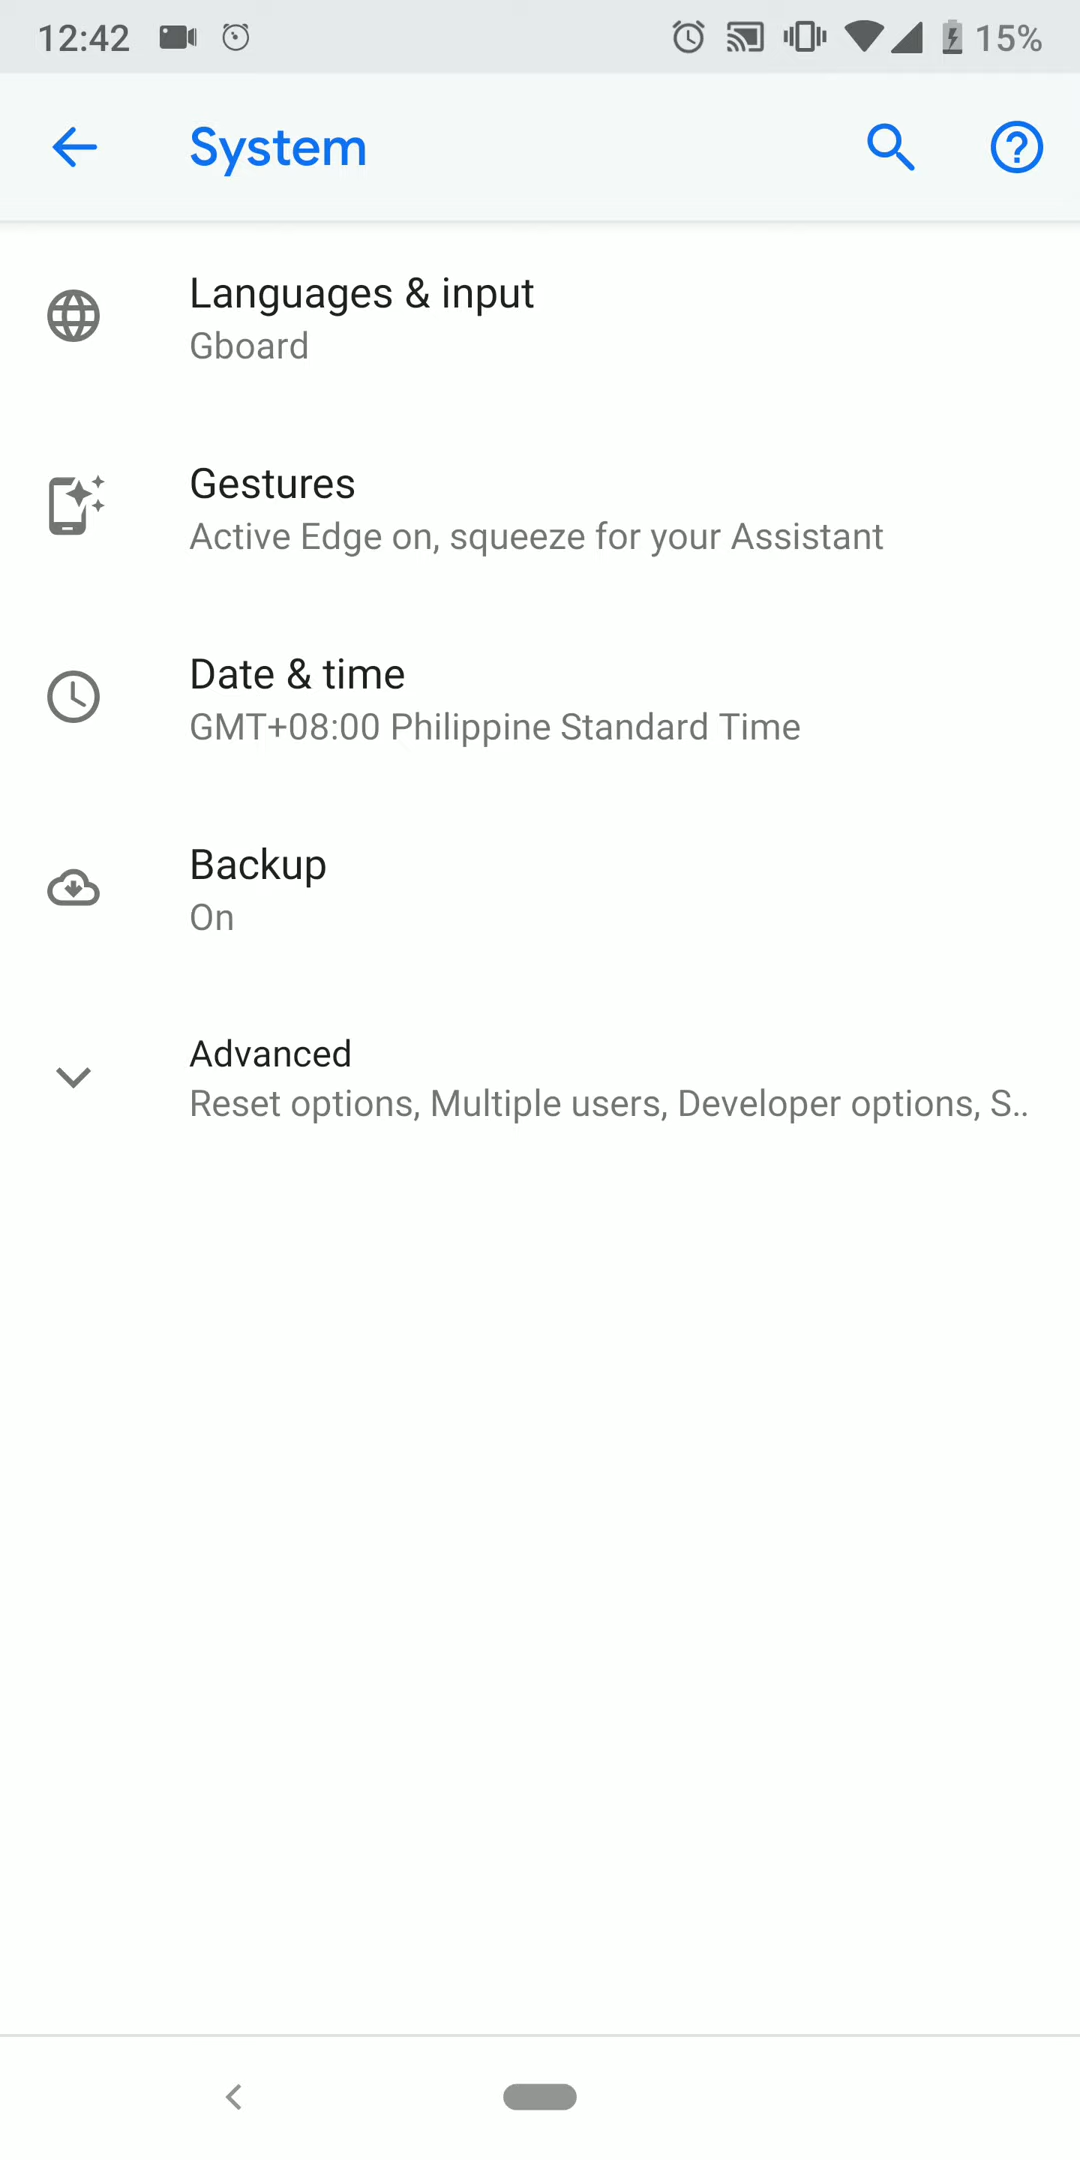 12:42 15%
System
Languages & input
Gboard
Gestures
Active Edge on, squeeze for your Assistant
Date & time
GMT+08:00 Philippine Standard Time
Backup
On
Advanced
Reset options, Multiple users, Developer options, S..